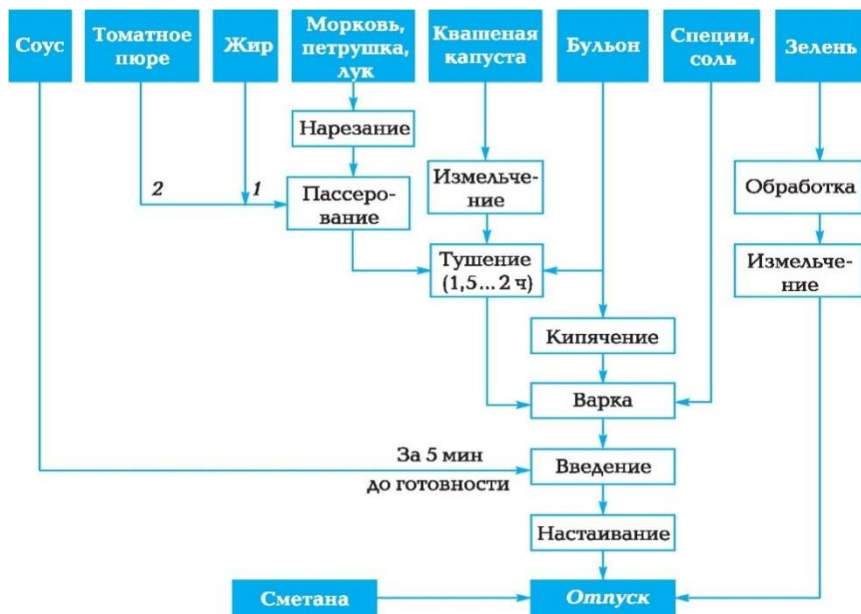 Соус
Томатное
пюре
Жир
Морковь,
петрушка,
лук
Квашеная
капуста
Бульон
Специи,
соль
Зелень
Нарезание
2
1
Пассеро-
вание
Измельче-
ние
Обработка
Тушение
(1,5...2 ч)
Измельче-
ние
Кипячение
Варка
За 5 мин
до готовности
Введение
Настаивание
Сметана
Отпуск